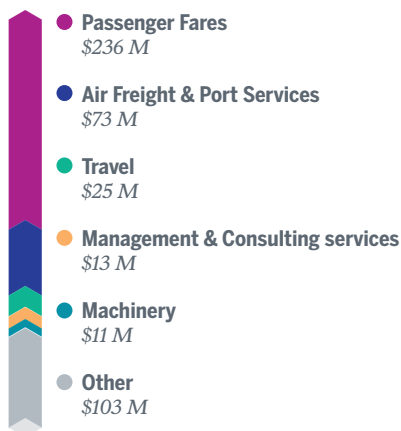 Passenger Fares
$236 M
Air Freight & Port Services
$73 M
Travel
$25 M
Management & Consulting services
$13 M
Machinery
$11 M
Other
$103 M